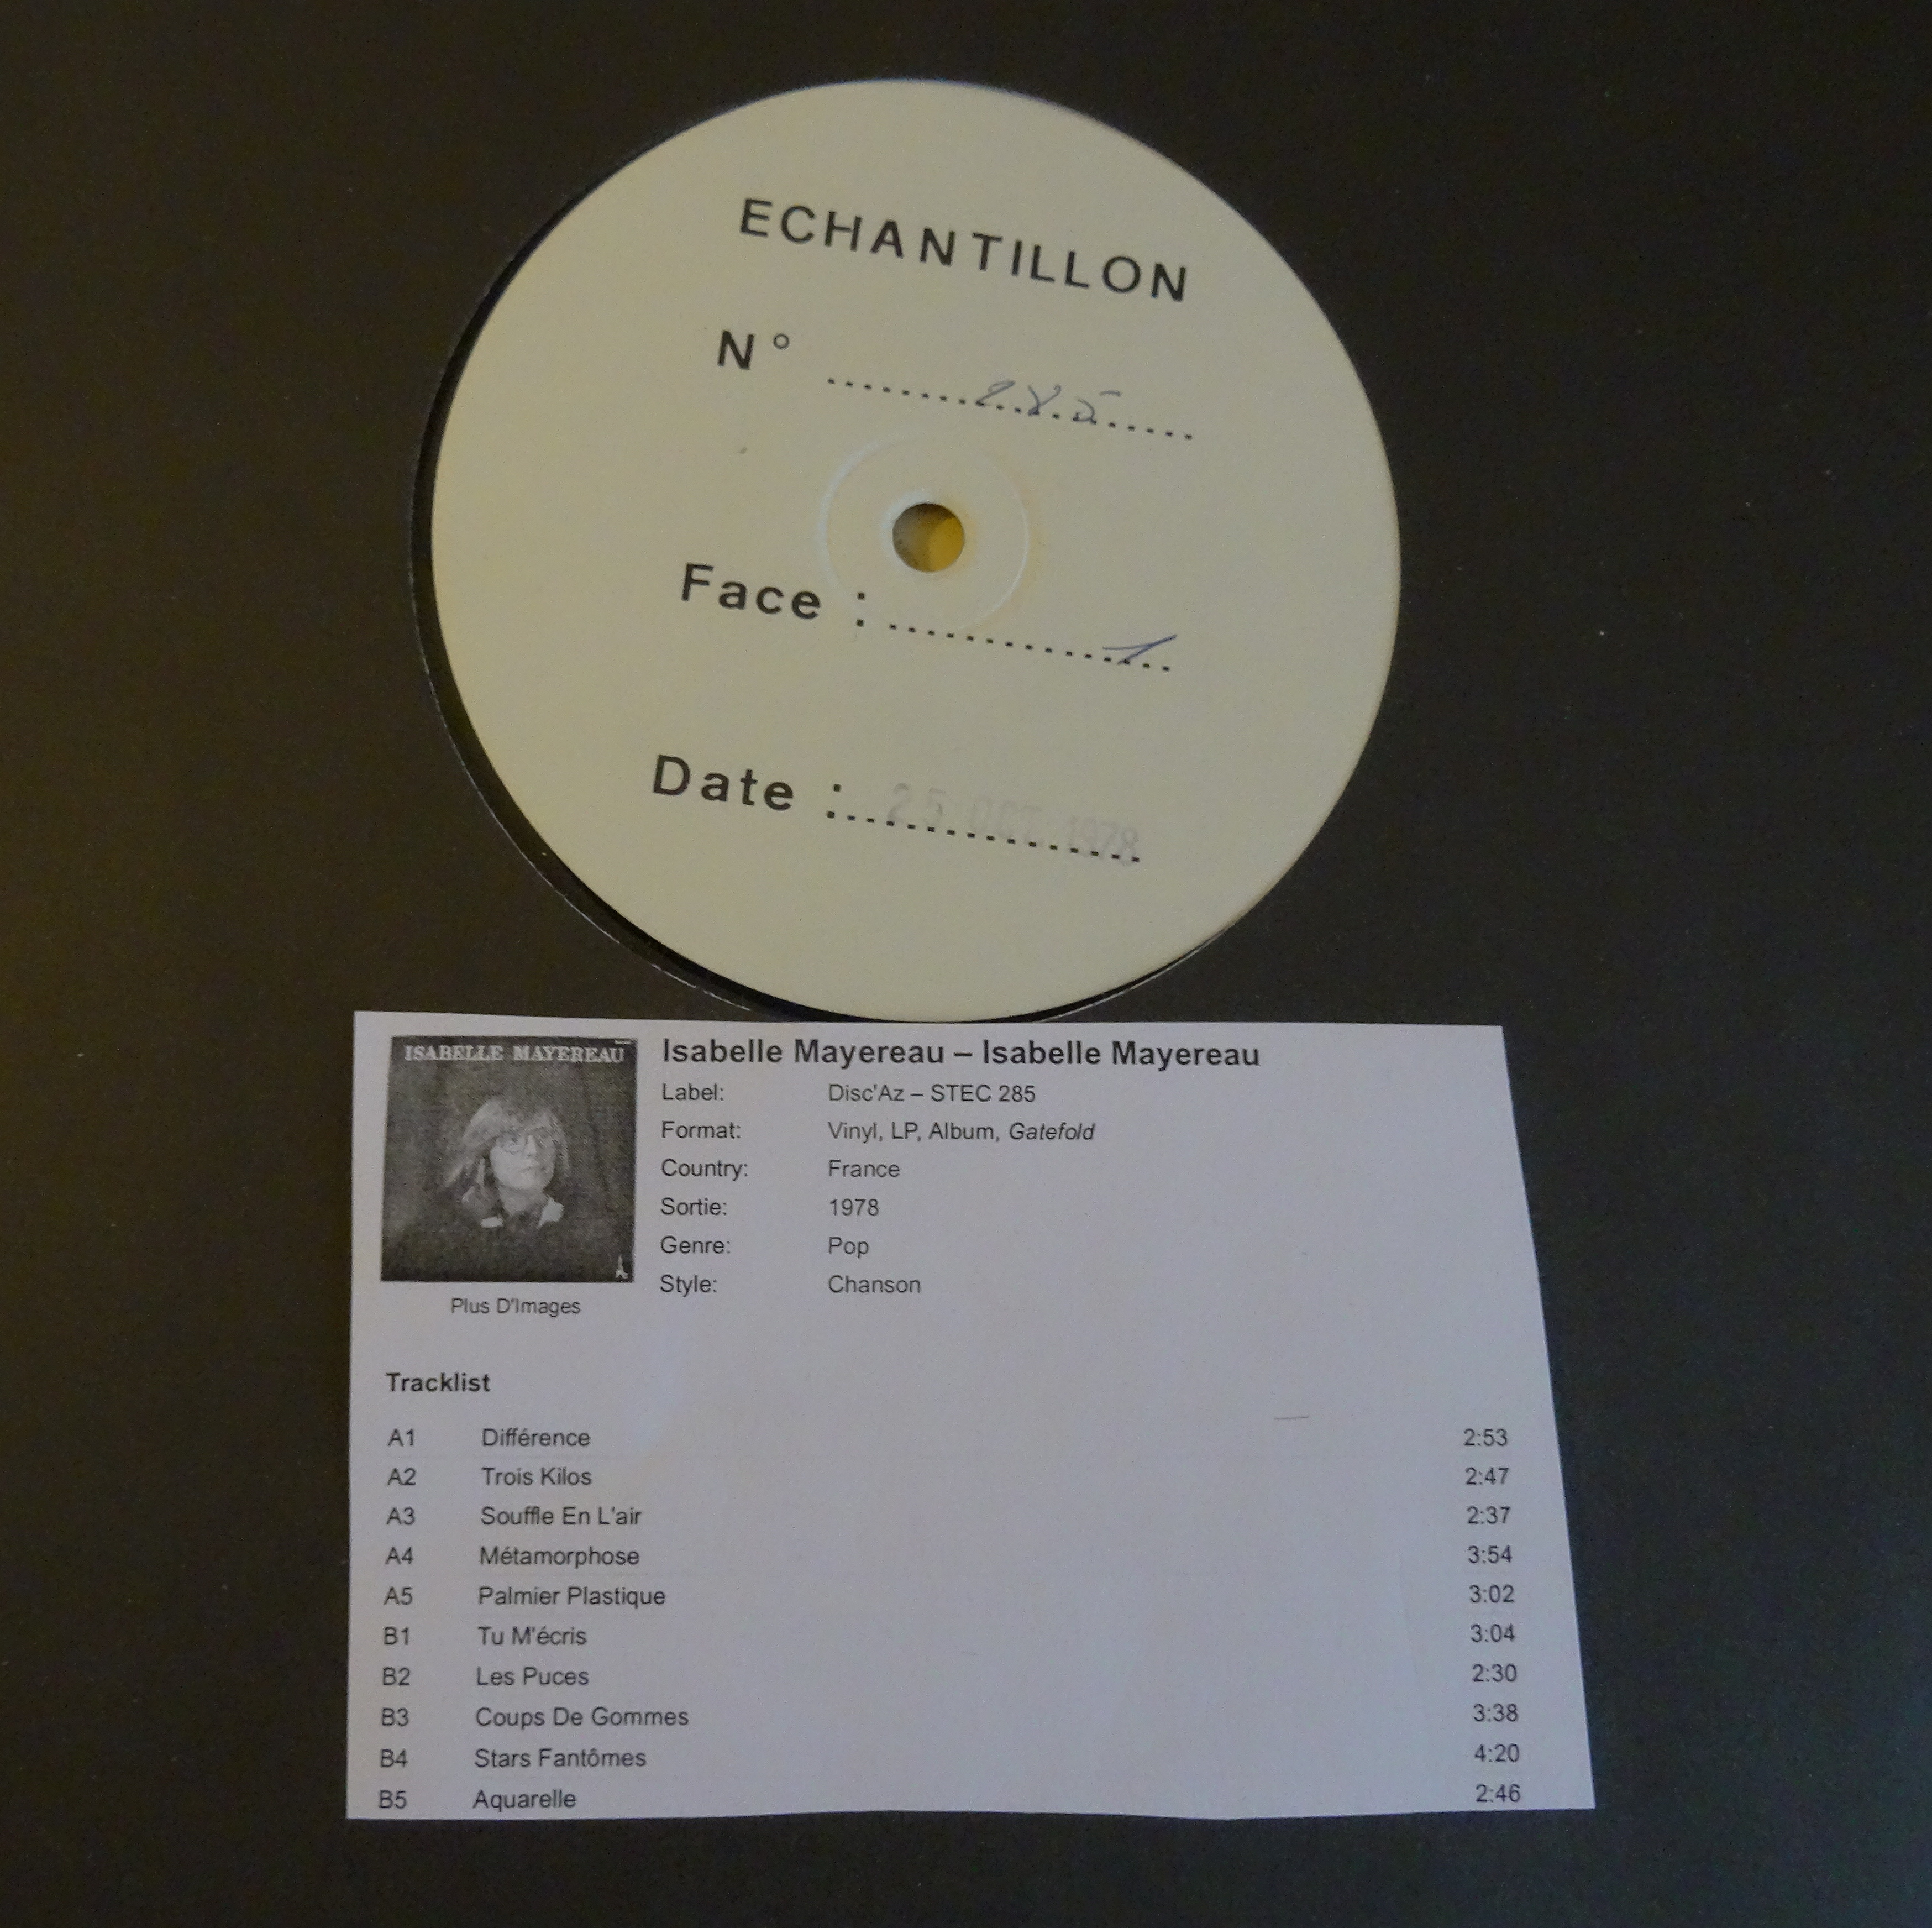 ECHANTILLON
N° ........285.....
Face : ............1..
Date : 25 OCT. 1978
ISABELLE MAYEREAU
Isabelle Mayereau – Isabelle Mayereau
Label: Disc'Az – STEC 285
Format: Vinyl, LP, Album, Gatefold
Country: France
Sortie: 1978
Genre: Pop
Style: Chanson
Plus D'Images
Tracklist
A1 Différence 2:53
A2 Trois Kilos 2:47
A3 Souffle En L'air 2:37
A4 Métamorphose 3:54
A5 Palmier Plastique 3:02
B1 Tu M'écris 3:04
B2 Les Puces 2:30
B3 Coups De Gommes 3:38
B4 Stars Fantômes 4:20
B5 Aquarelle 2:46